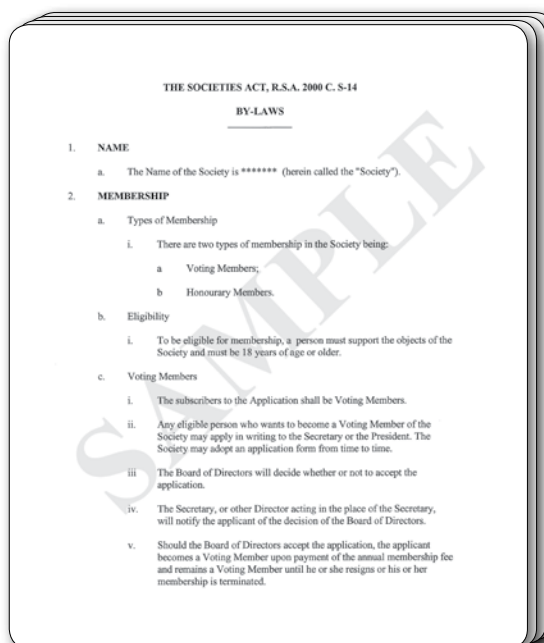 THE SOCIETIES ACT, R.S.A. 2000 C. S-14
BY-LAWS
1. NAME
a. The Name of the Society is ******* (herein called the "Society").
2. MEMBERSHIP
a. Types of Membership
i. There are two types of membership in the Society being:
a Voting Members;
b Honourary Members.
b. Eligibility
i. To be eligible for membership, a person must support the objects of the
Society and must be 18 years of age or older.
c. Voting Members
i. The subscribers to the Application shall be Voting Members.
ii. Any eligible person who wants to become a Voting Member of the
Society may apply in writing to the Secretary or the President. The
Society may adopt an application form from time to time.
iii The Board of Directors will decide whether or not to accept the
application.
iv. The Secretary, or other Director acting in the place of the Secretary,
will notify the applicant of the decision of the Board of Directors.
v. Should the Board of Directors accept the application, the applicant
becomes a Voting Member upon payment of the annual membership fee
and remains a Voting Member until he or she resigns or his or her
membership is terminated.
SAMPLE